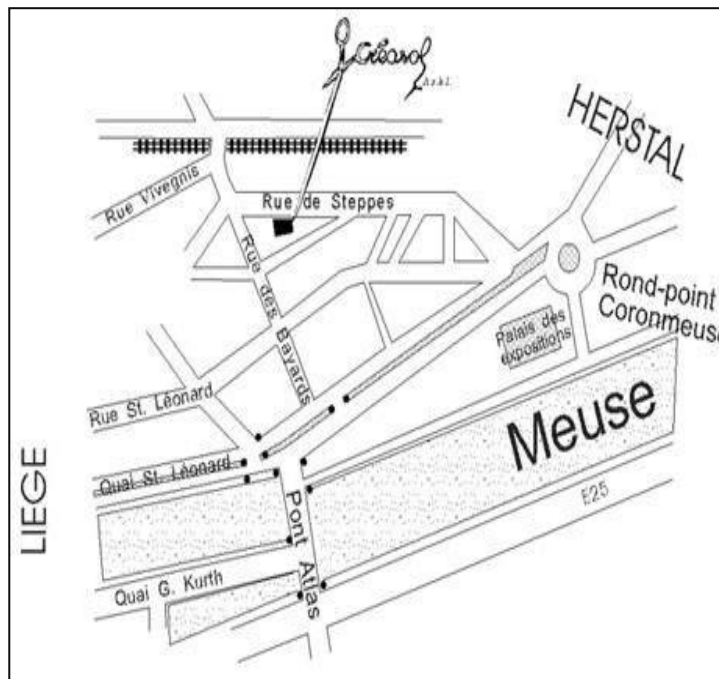 Créasol
A.s.b.l.
HERSTAL
Rue Vivegnis
Rue de Steppes
Rue des Bayards
Rond-point
Coronmeuse
Palais des
expositions
Rue St. Léonard
Meuse
Quai St. Léonard
LIEGE
Pont Atlas
E25
Quai G. Kurth